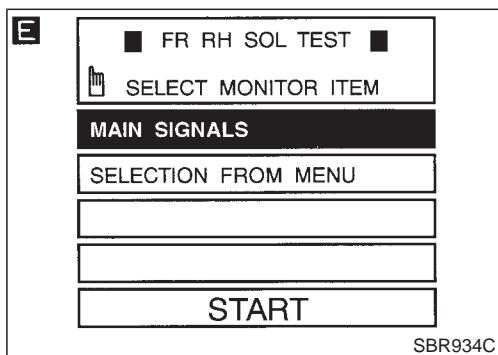 E
FR RH SOL TEST
SELECT MONITOR ITEM
MAIN SIGNALS
SELECTION FROM MENU
START
SBR934C